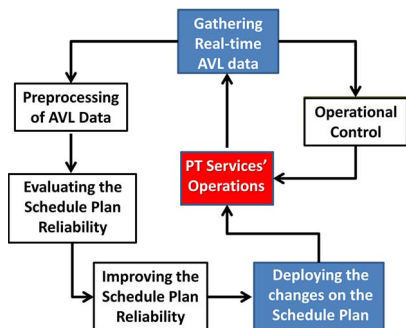 Gathering
Real-time
AVL data
Preprocessing
of AVL Data
Operational
Control
Evaluating the
Schedule Plan
Reliability
PT Services'
Operations
Improving the
Schedule Plan
Reliability
Deploying the
changes on the
Schedule Plan